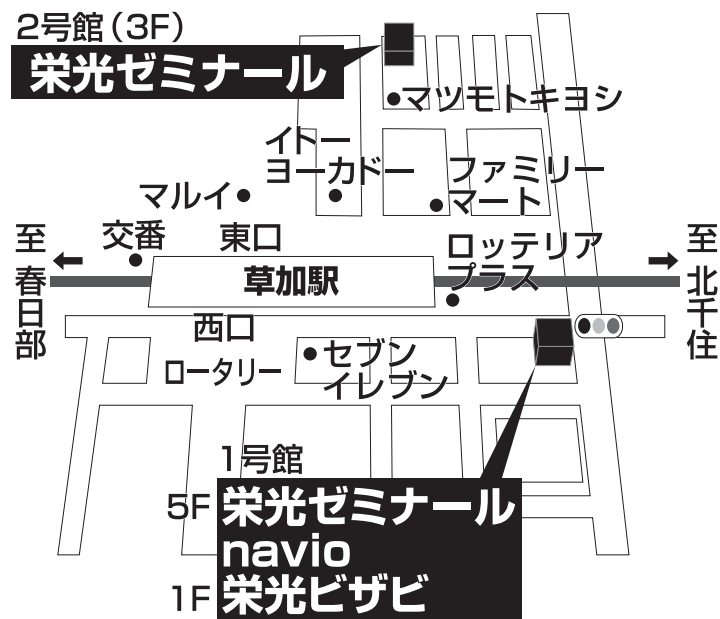 2号館(3F)
栄光ゼミナール
マツモトキヨシ
イトー
ヨーカドー
ファミリー
マート
マルイ
交番
東口
ロッテリア
プラス
至
春日部
至
北千住
草加駅
西口
ロータリー
セブン
イレブン
1号館
5F 栄光ゼミナール
navio
1F 栄光ビザビ